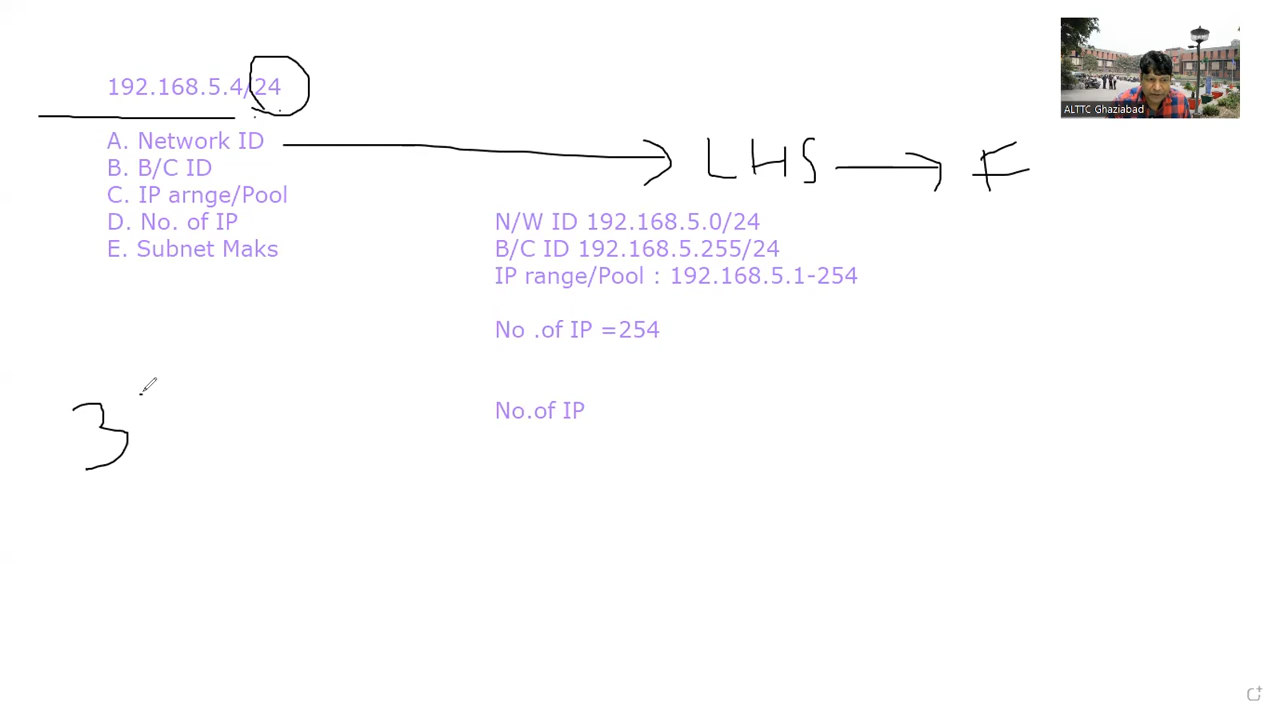 192.168.5.4/24
A. Network ID
B. B/C ID
C. IP arnge/Pool
D. No. of IP
E. Subnet Maks
LHS F
N/W ID 192.168.5.0/24
B/C ID 192.168.5.255/24
IP range/Pool : 192.168.5.1-254
No .of IP =254
No.of IP
3
ALTTC Ghaziabad